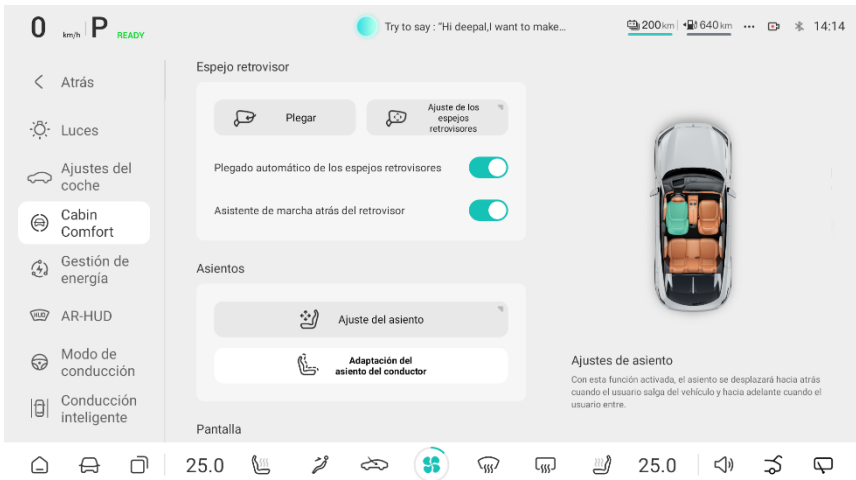 0 km/h P READY
Try to say : "Hi deepal,I want to make...
200km 640km ... 14:14
Atrás
Luces
Ajustes del
coche
Cabin
Comfort
Gestión de
energía
HUD AR-HUD
Modo de
conducción
Conducción
inteligente
Espejo retrovisor
Plegar
Ajuste de los
espejos
retrovisores
Plegado automático de los espejos retrovisores
Asistente de marcha atrás del retrovisor
Asientos
Ajuste del asiento
Adaptación del
asiento del conductor
Pantalla
Ajustes de asiento
Con esta función activada, el asiento se desplazará hacia atrás
cuando el usuario salga del vehículo y hacia adelante cuando el
usuario entre.
25.0 25.0